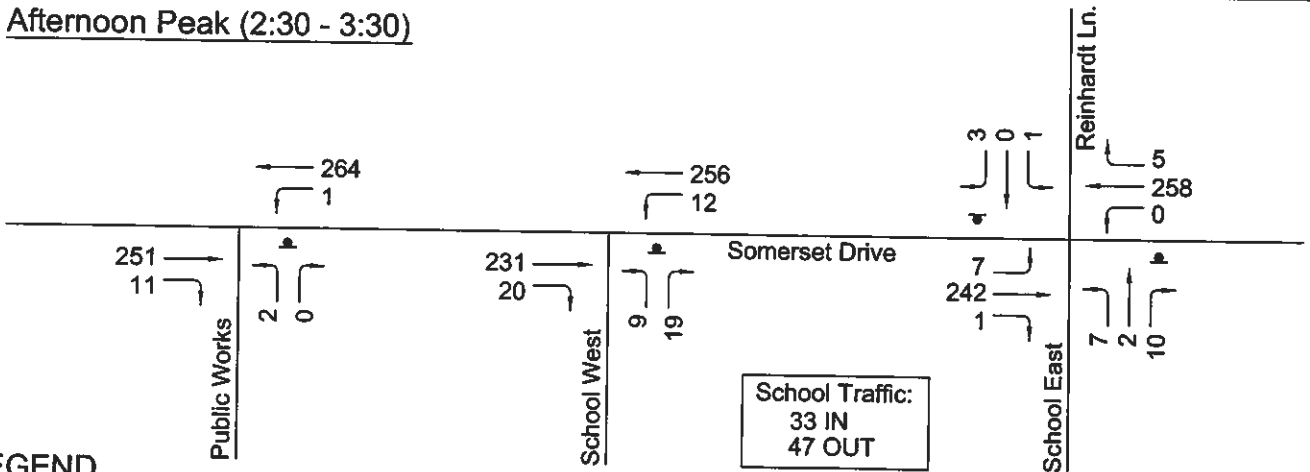 Afternoon Peak (2:30 - 3:30)
Reinhardt Ln.
3 0 1
5
258
0
264
1
256
12
251
11
2 0
Public Works
231
20
9 19
School West
Somerset Drive
7
242
1
7 2 10
School East
School Traffic:
33 IN
47 OUT
EGEND